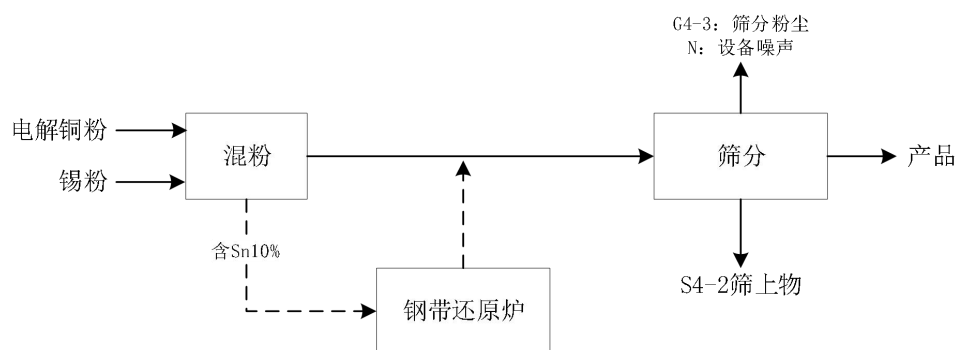 G4-3：筛分粉尘
N：设备噪声
电解铜粉
锡粉
混粉
筛分
产品
含Sn10%
钢带还原炉
S4-2筛上物